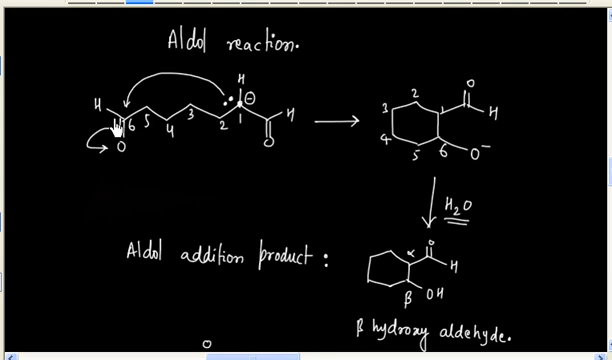 Aldol reaction.
H
H
⊖
H
6 5 4 3 2 1
O
O
O
H
3 2 1
4 5 6
O⁻
H₂O
Aldol addition product :
O
α
H
β
OH
β hydroxy aldehyde.
O